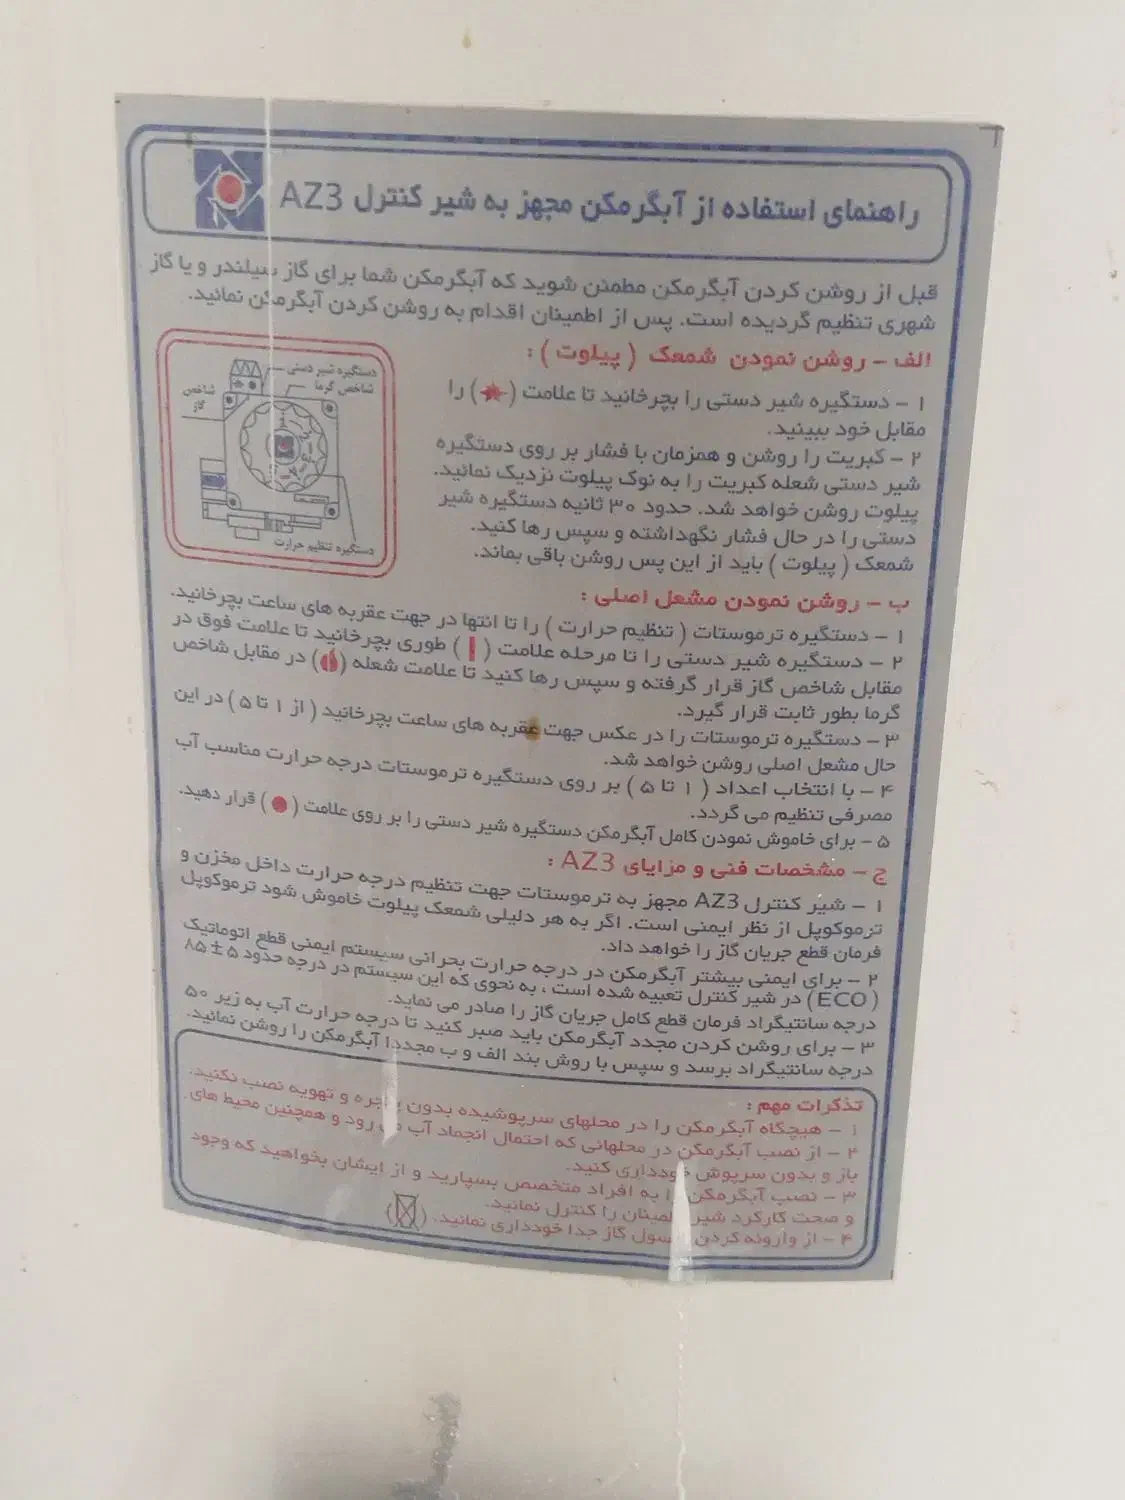 راهنمای استفاده از آبگرمکن مجهز به شیر کنترل AZ3
قبل از روشن کردن آبگرمکن مطمئن شوید که آبگرمکن شما برای گاز سیلندر و یا گاز
شهری تنظیم گردیده است. پس از اطمینان اقدام به روشن کردن آبگرمکن نمائید.
الف - روشن نمودن شمعک ( پیلوت ) :
۱ - دستگیره شیر دستی را بچرخانید تا علامت ( ) را
مقابل خود ببینید.
۲ - کبریت را روشن و همزمان با فشار بر روی دستگیره
شیر دستی شعله کبریت را به نوک پیلوت نزدیک نمائید.
پیلوت روشن خواهد شد. حدود ۳۰ ثانیه دستگیره شیر
دستی را در حال فشار نگهداشته و سپس رها کنید.
شمعک ( پیلوت ) باید از این پس روشن باقی بماند.
دستگیره شیر دستی
شاخص گرما
شاخص
گاز
دستگیره تنظیم حرارت
ب - روشن نمودن مشعل اصلی :
۱ - دستگیره ترموستات ( تنظیم حرارت ) را تا انتها در جهت عقربه های ساعت بچرخانید.
۲ - دستگیره شیر دستی را تا مرحله علامت ( ) طوری بچرخانید تا علامت فوق در
مقابل شاخص گاز قرار گرفته و سپس رها کنید تا علامت شعله ( ) در مقابل شاخص
گرما بطور ثابت قرار گیرد.
۳ - دستگیره ترموستات را در عکس جهت عقربه های ساعت بچرخانید ( از ۱ تا ۵ ) در این
حال مشعل اصلی روشن خواهد شد.
۴ - با انتخاب اعداد ( ۱ تا ۵ ) بر روی دستگیره ترموستات درجه حرارت مناسب آب
مصرفی تنظیم می گردد.
۵ - برای خاموش نمودن کامل آبگرمکن دستگیره شیر دستی را بر روی علامت ( ● ) قرار دهید.
ج - مشخصات فنی و مزایای AZ3 :
۱ - شیر کنترل AZ3 مجهز به ترموستات جهت تنظیم درجه حرارت داخل مخزن و
ترموکوپل از نظر ایمنی است. اگر به هر دلیلی شمعک پیلوت خاموش شود ترموکوپل
فرمان قطع جریان گاز را خواهد داد.
۲ - برای ایمنی بیشتر آبگرمکن در درجه حرارت بحرانی سیستم ایمنی قطع اتوماتیک
(ECO) در شیر کنترل تعبیه شده است ، به نحوی که این سیستم در درجه حدود ۵ ± ۸۵
درجه سانتیگراد فرمان قطع کامل جریان گاز را صادر می نماید.
۳ - برای روشن کردن مجدد آبگرمکن باید صبر کنید تا درجه حرارت آب به زیر ۵۰
درجه سانتیگراد برسد و سپس با روش بند الف و ب مجددا آبگرمکن را روشن نمائید.
تذکرات مهم :
۱ - هیچگاه آبگرمکن را در محلهای سرپوشیده بدون پنجره و تهویه نصب نکنید.
۲ - از نصب آبگرمکن در محلهائی که احتمال انجماد آب می رود و همچنین محیط های
باز و بدون سرپوش خودداری کنید.
۳ - نصب آبگرمکن را به افراد متخصص بسپارید و از ایشان بخواهید که وجود
و صحت کارکرد شیر اطمینان را کنترل نمائید.
۴ - از وارونه کردن کپسول گاز جدا خودداری نمائید. ( )